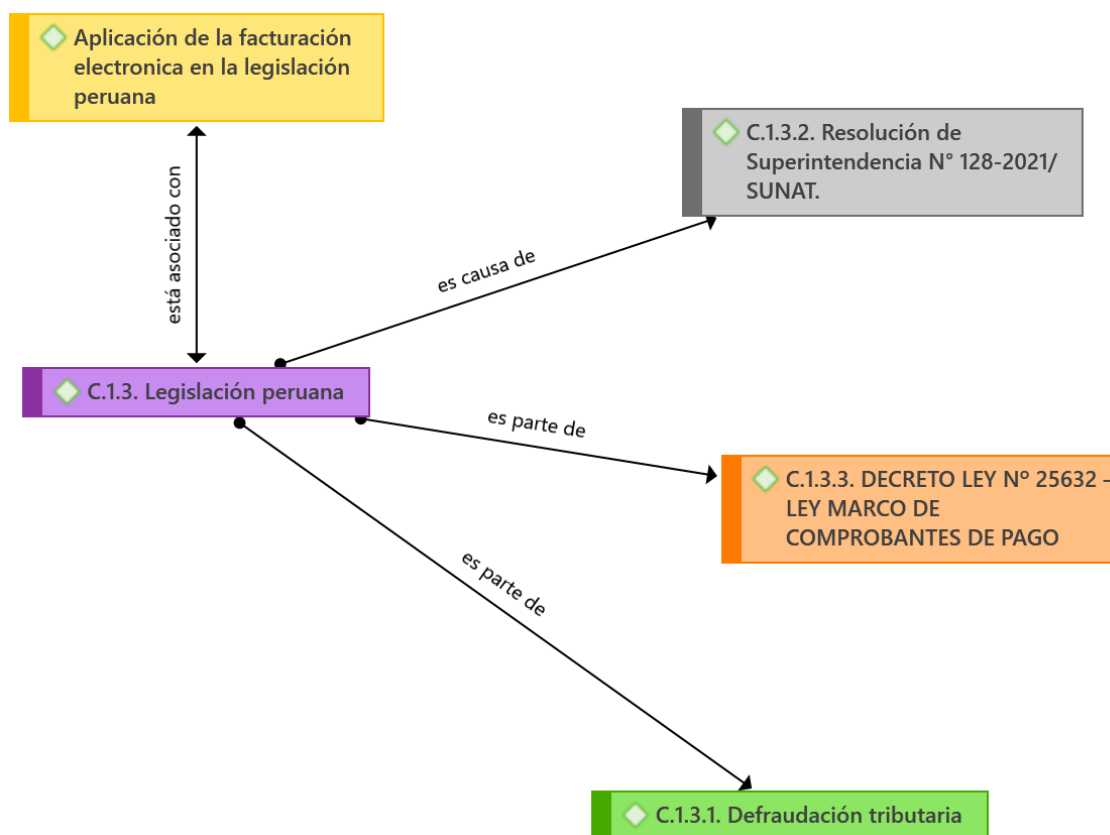 Aplicación de la facturación
electronica en la legislación
peruana
C.1.3.2. Resolución de
Superintendencia N° 128-2021/
SUNAT.
está asociado con
es causa de
C.1.3. Legislación peruana
es parte de
C.1.3.3. DECRETO LEY Nº 25632 –
LEY MARCO DE
COMPROBANTES DE PAGO
es parte de
C.1.3.1. Defraudación tributaria